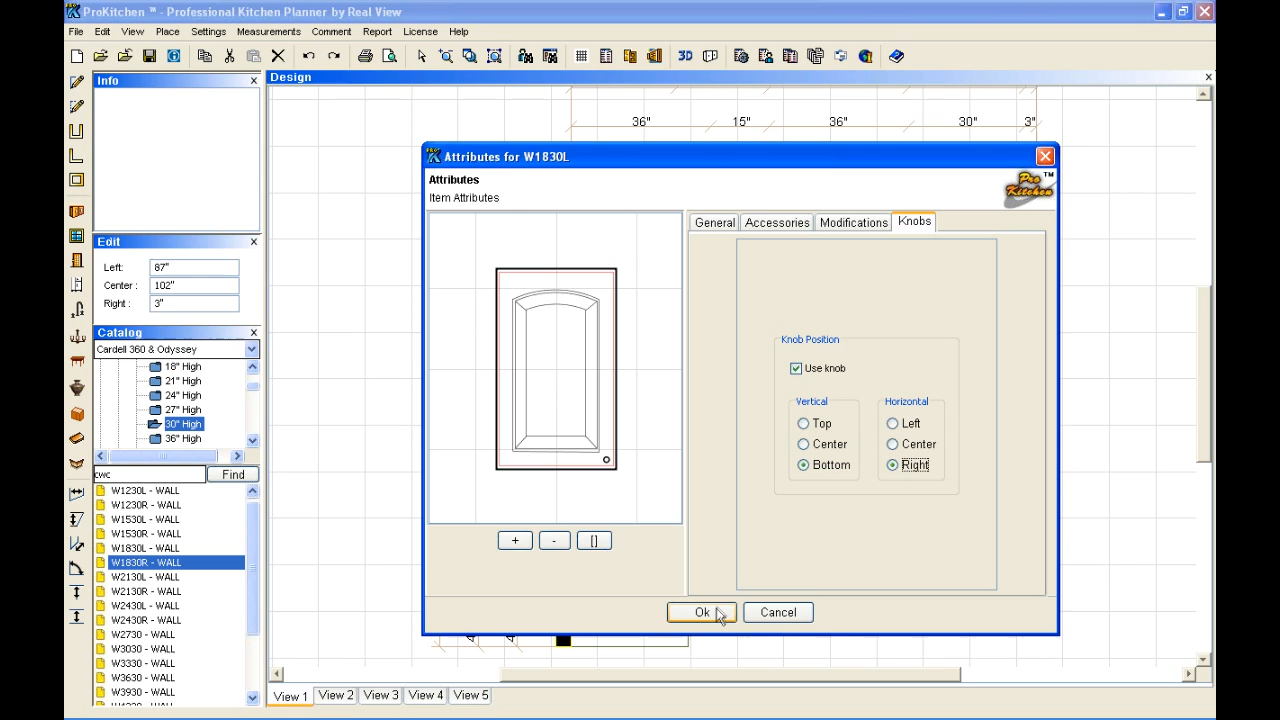 PRO ProKitchen ™ - Professional Kitchen Planner by Real View
File Edit View Place Settings Measurements Comment Report License Help
3D
Info
Design
36" 15" 36" 30" 3"
Edit
Left: 87"
Center : 102"
Right : 3"
Catalog
Cardell 360 & Odyssey
18" High
21" High
24" High
27" High
30" High
36" High
cwc Find
W1230L - WALL
W1230R - WALL
W1530L - WALL
W1530R - WALL
W1830L - WALL
W1830R - WALL
W2130L - WALL
W2130R - WALL
W2430L - WALL
W2430R - WALL
W2730 - WALL
W3030 - WALL
W3330 - WALL
W3630 - WALL
W3930 - WALL
Attributes for W1830L
Attributes
Item Attributes
Pro Kitchen ™
General Accessories Modifications Knobs
Knob Position
Use knob
Vertical Horizontal
Top Left
Center Center
Bottom Right
+ - []
Ok Cancel
View 1 View 2 View 3 View 4 View 5